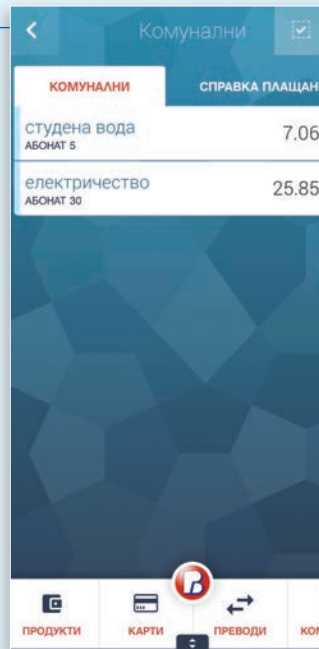 Комунални
КОМУНАЛНИ
СПРАВКА ПЛАЩАН
студена вода
7.06
АБОНАТ 5
електричество
25.85
АБОНАТ 30
ПРОДУКТИ
КАРТИ
ПРЕВОДИ
КОМ